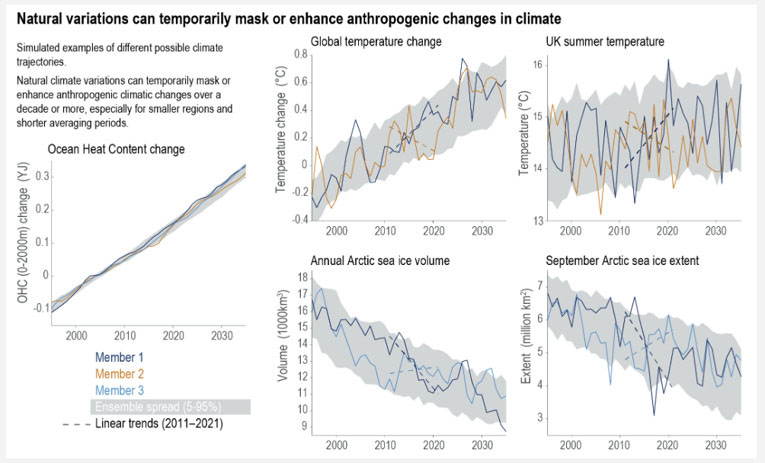 Natural variations can temporarily mask or enhance anthropogenic changes in climate
Simulated examples of different possible climate
trajectories.
Natural climate variations can temporarily mask or
enhance anthropogenic climatic changes over a
decade or more, especially for smaller regions and
shorter averaging periods.
Ocean Heat Content change
OHC (0-2000m) change (YJ)
0.3
0.2
0.1
0
-0.1
2000 2010 2020 2030
Member 1
Member 2
Member 3
Ensemble spread (5-95%)
Linear trends (2011–2021)
Global temperature change
Temperature change (°C)
0.8
0.6
0.4
0.2
0
-0.2
-0.4
2000 2010 2020 2030
UK summer temperature
Temperature (°C)
16
15
14
13
2000 2010 2020 2030
Annual Arctic sea ice volume
Volume (1000km³)
18
17
16
15
14
13
12
11
10
9
2000 2010 2020 2030
September Arctic sea ice extent
Extent (million km²)
7
6
5
4
3
2000 2010 2020 2030